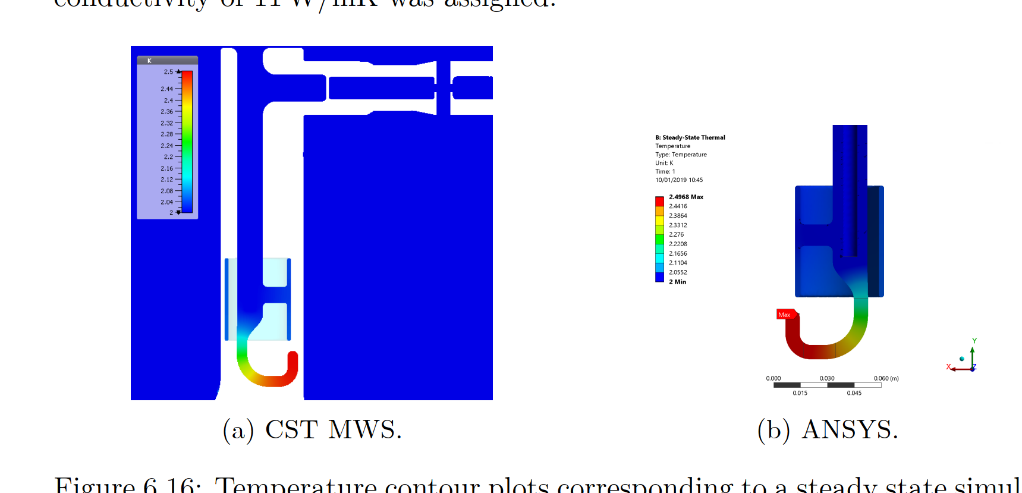 conductivity of 11 W/mK was assigned.
K
2.5
2.44
2.4
2.36
2.32
2.28
2.24
2.2
2.16
2.12
2.08
2.04
2
B: Steady-State Thermal
Temperature
Type: Temperature
Unit: K
Time: 1
10/01/2019 10:45
2.4968 Max
2.4416
2.3864
2.3312
2.276
2.2208
2.1656
2.1104
2.0552
2 Min
Max
0.000 0.030 0.060 (m)
0.015 0.045
Y
X
Z
(a) CST MWS.
(b) ANSYS.
Figure 6.16: Temperature contour plots corresponding to a steady state simul